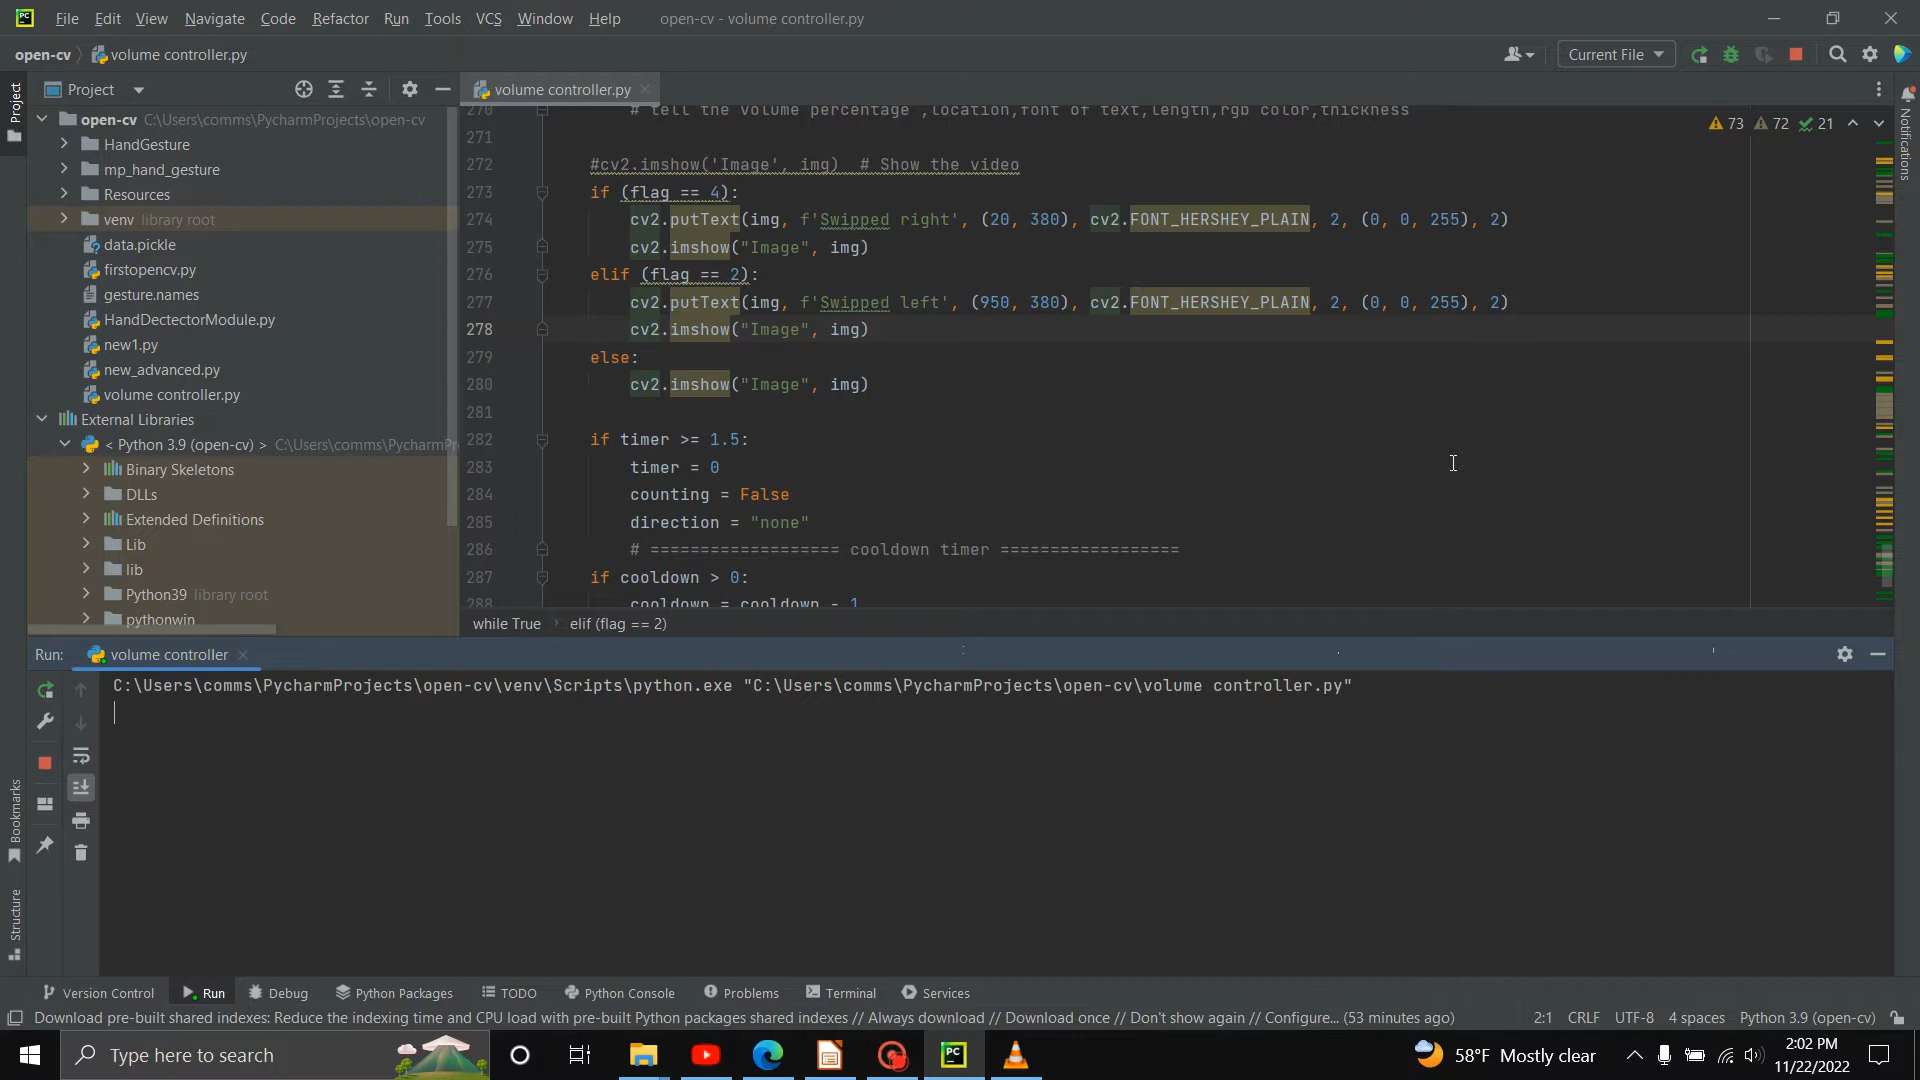 PC File Edit View Navigate Code Refactor Run Tools VCS Window Help open-cv - volume controller.py
open-cv volume controller.py Current File
Project volume controller.py
Project
open-cv C:\Users\comms\PycharmProjects\open-cv
HandGesture
mp_hand_gesture
Resources
venv library root
data.pickle
firstopencv.py
gesture.names
HandDectectorModule.py
new1.py
new_advanced.py
volume controller.py
External Libraries
< Python 3.9 (open-cv) > C:\Users\comms\PycharmPr
Binary Skeletons
DLLs
Extended Definitions
Lib
lib
Python39 library root
pythonwin
73 72 21
Notifications
270 # tell the volume percentage ,location,font of text,length,rgb color,thickness
271
272 #cv2.imshow('Image', img) # Show the video
273 if (flag == 4):
274 cv2.putText(img, f'Swipped right', (20, 380), cv2.FONT_HERSHEY_PLAIN, 2, (0, 0, 255), 2)
275 cv2.imshow("Image", img)
276 elif (flag == 2):
277 cv2.putText(img, f'Swipped left', (950, 380), cv2.FONT_HERSHEY_PLAIN, 2, (0, 0, 255), 2)
278 cv2.imshow("Image", img)
279 else:
280 cv2.imshow("Image", img)
281
282 if timer >= 1.5:
283 timer = 0
284 counting = False
285 direction = "none"
286 # =================== cooldown timer ==================
287 if cooldown > 0:
288 cooldown = cooldown - 1
while True elif (flag == 2)
Run: volume controller
C:\Users\comms\PycharmProjects\open-cv\venv\Scripts\python.exe "C:\Users\comms\PycharmProjects\open-cv\volume controller.py"
Bookmarks
Structure
Version Control Run Debug Python Packages TODO Python Console Problems Terminal Services
Download pre-built shared indexes: Reduce the indexing time and CPU load with pre-built Python packages shared indexes // Always download // Download once // Don't show again // Configure... (53 minutes ago) 2:1 CRLF UTF-8 4 spaces Python 3.9 (open-cv)
Type here to search PC 58°F Mostly clear 2:02 PM
11/22/2022